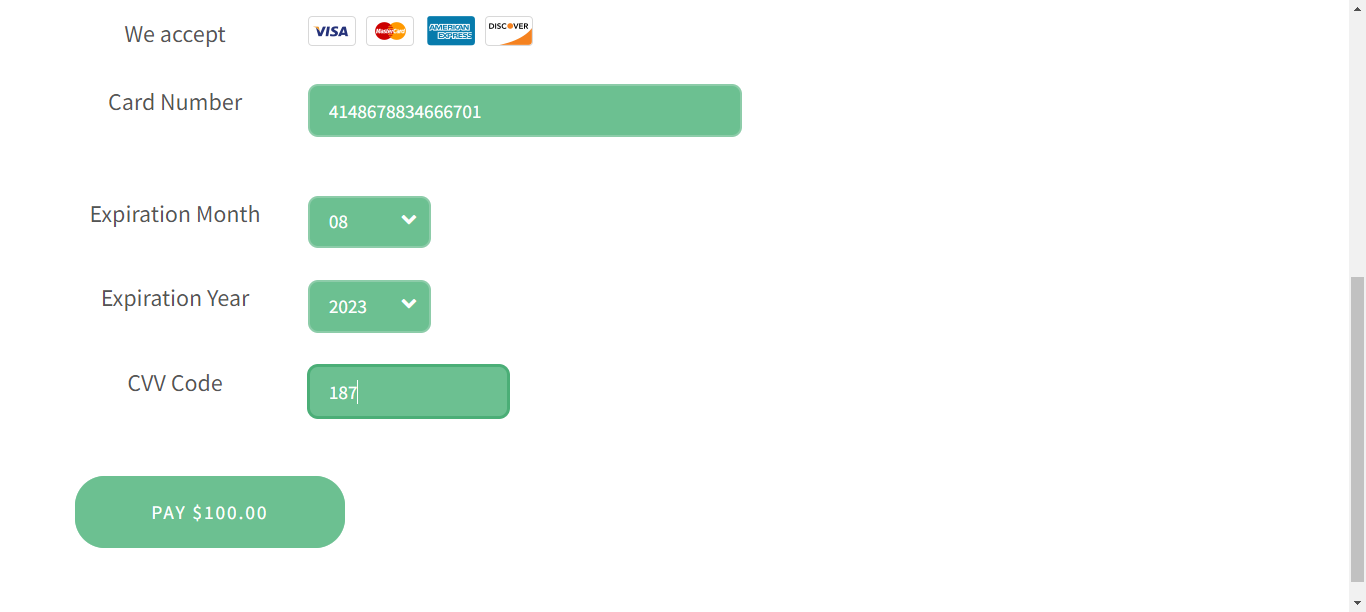 We accept VISA MasterCard AMERICAN EXPRESS DISCOVER
Card Number 4148678834666701
Expiration Month 08
Expiration Year 2023
CVV Code 187
PAY $100.00